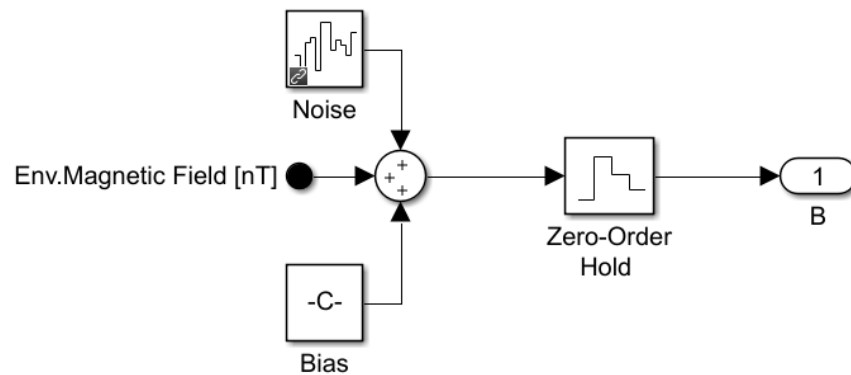 Noise
Env.Magnetic Field [nT]
+
+
+
Zero-Order
Hold
1
B
-C-
Bias